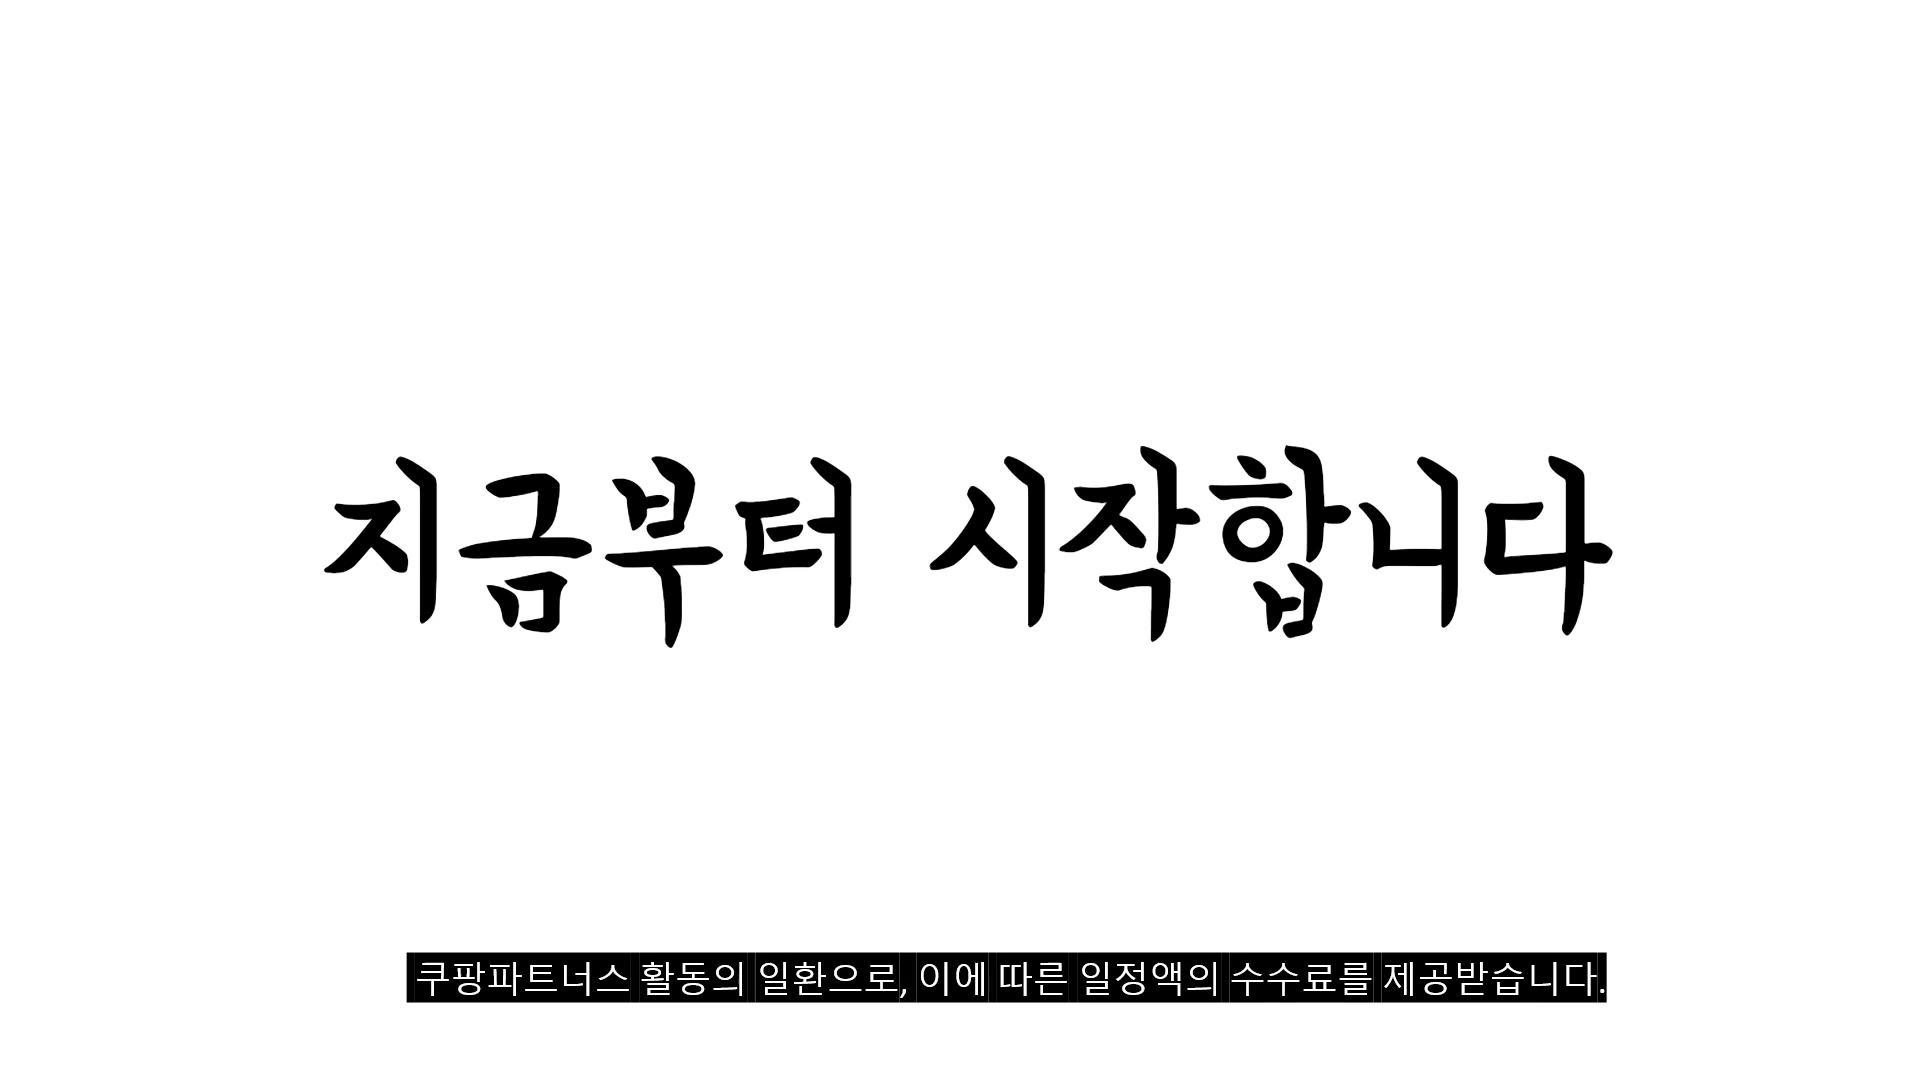 지금부터 시작합니다
쿠팡파트너스 활동의 일환으로, 이에 따른 일정액의 수수료를 제공받습니다.